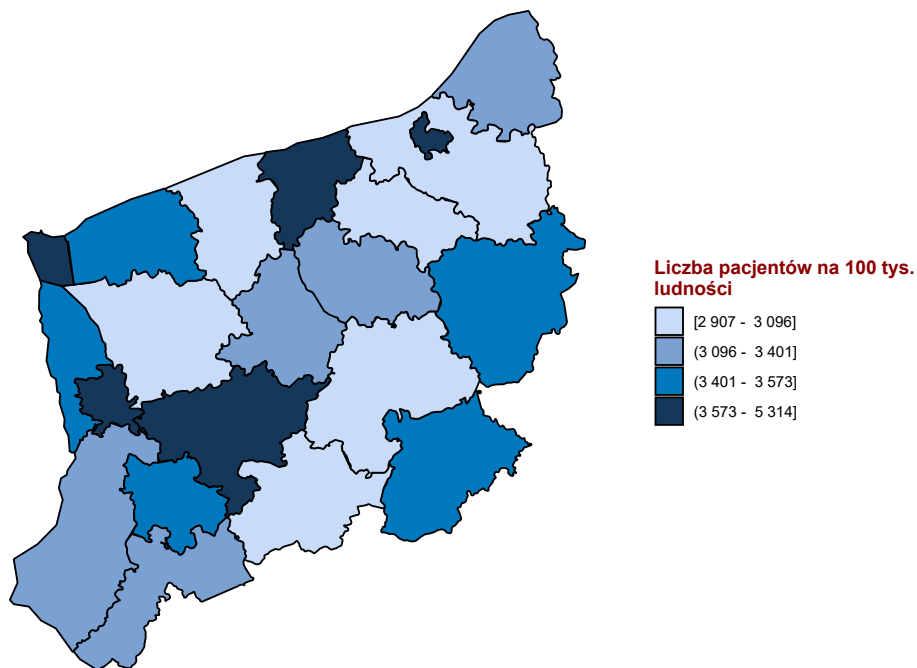 Liczba pacjentów na 100 tys.
ludności
[2 907 - 3 096]
(3 096 - 3 401]
(3 401 - 3 573]
(3 573 - 5 314]